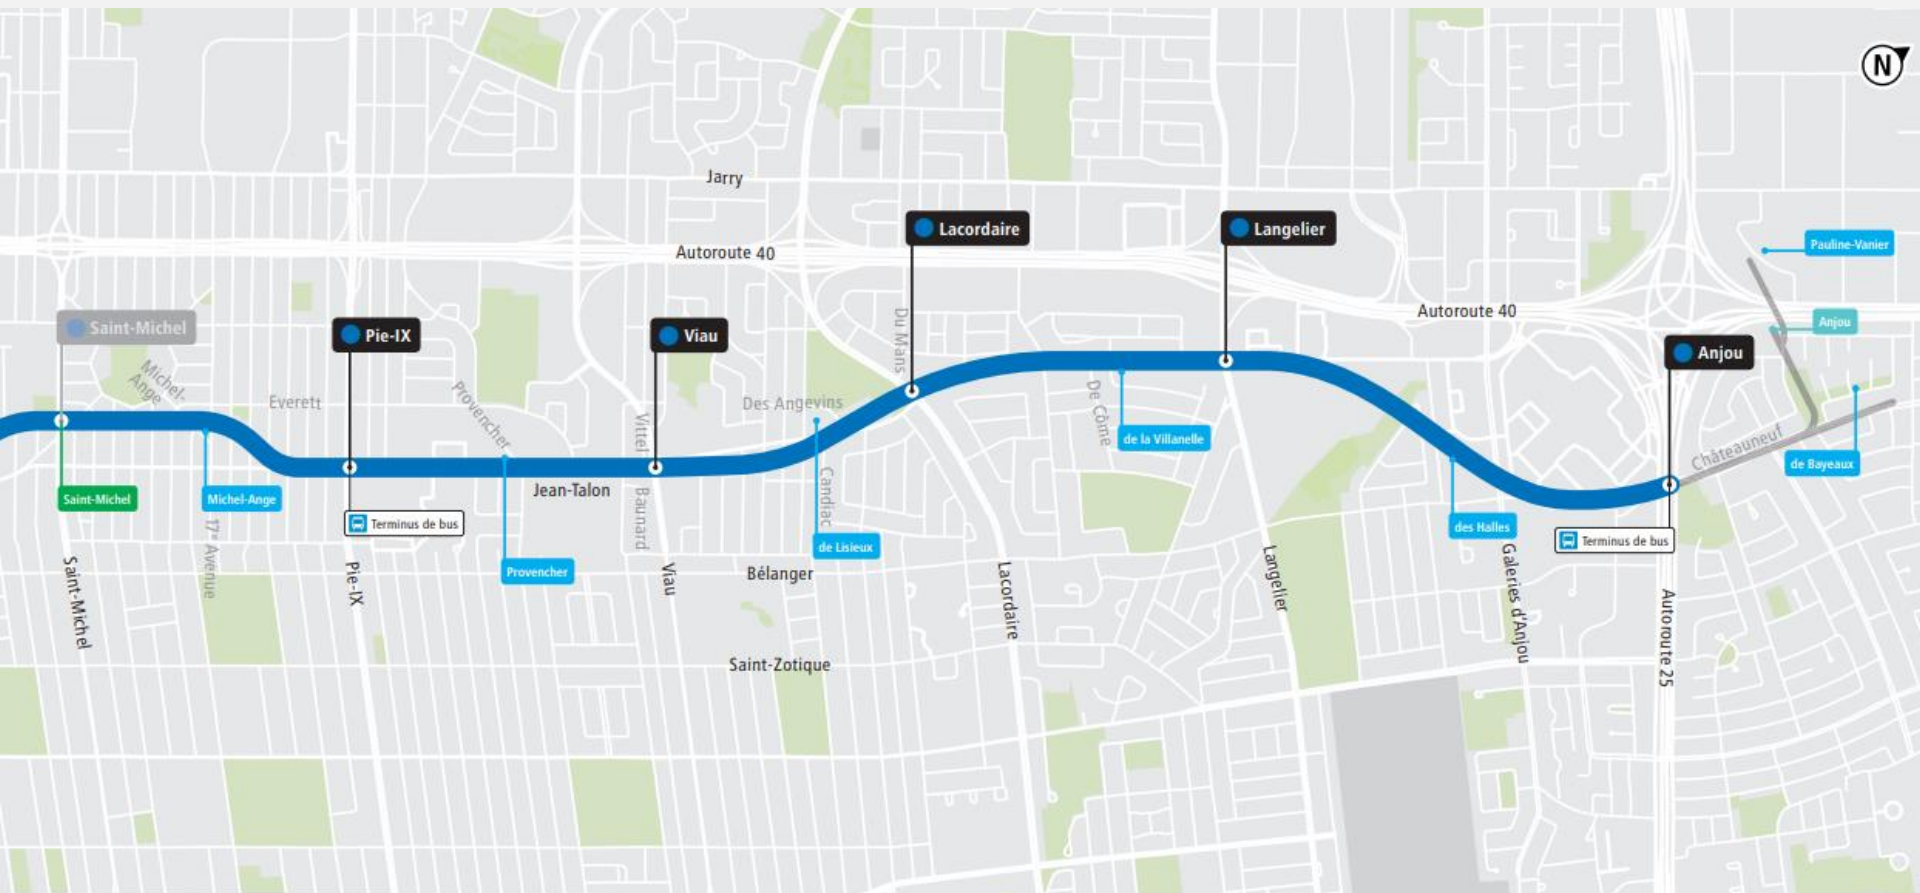 N
Jarry
Lacordaire
Langelier
Autoroute 40
Pauline-Vanier
Autoroute 40
Anjou
Saint-Michel
Pie-IX
Viau
Du Mans
Anjou
Michel-
Ange
Everett
Provencher
Vittel
Des Angevins
De Côme
de la Villanelle
Châteauneuf
de Bayeaux
Saint-Michel
Michel-Ange
Jean-Talon
Baunard
Candiac
17e Avenue
Terminus de bus
des Halles
Terminus de bus
Provencher
de Lisieux
Bélanger
Saint-Michel
Pie-IX
Viau
Lacordaire
Langelier
Galeries d'Anjou
Autoroute 25
Saint-Zotique